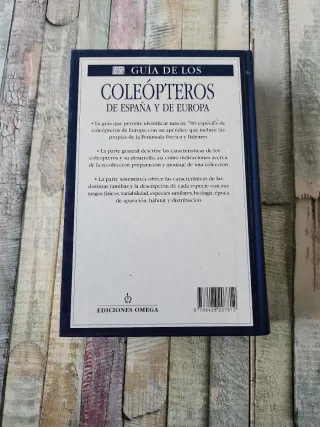 GUÍA DE LOS
COLEÓPTEROS
DE ESPAÑA Y DE EUROPA
• La guía que permite identificar más de 700 especies de
coleópteros de Europa, con un apéndice que incluye las
propias de la Península Ibérica y Baleares
• La parte general describe las características de los
coleópteros y su desarrollo, así como indicaciones acerca
de la recolección, preparación y montaje de una colección
• La parte sistemática ofrece las características de las
distintas familias y la descripción de cada especie con sus
rasgos físicos, variabilidad, especies similares, biología, época
de aparición, hábitat y distribución
EDICIONES OMEGA